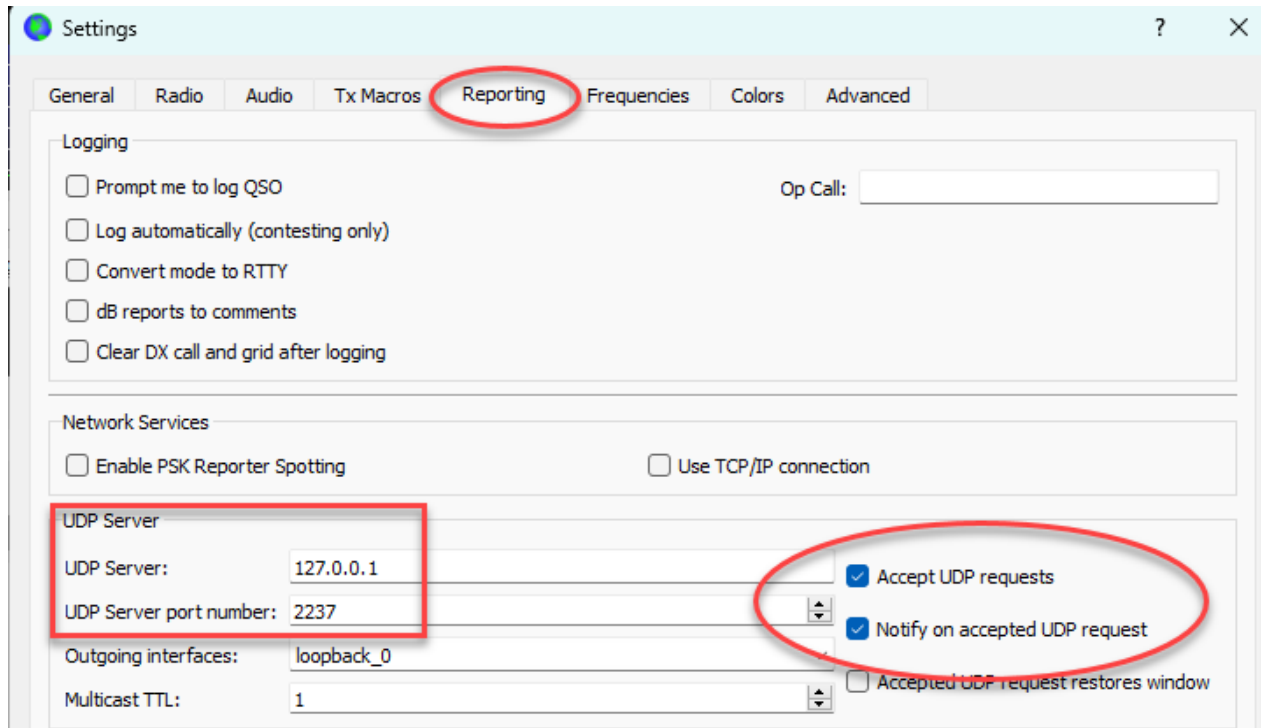 Settings ?
General Radio Audio Tx Macros Reporting Frequencies Colors Advanced
Logging
Prompt me to log QSO Op Call:
Log automatically (contesting only)
Convert mode to RTTY
dB reports to comments
Clear DX call and grid after logging
Network Services
Enable PSK Reporter Spotting Use TCP/IP connection
UDP Server
UDP Server: 127.0.0.1 Accept UDP requests
UDP Server port number: 2237 Notify on accepted UDP request
Outgoing interfaces: loopback_0
Accepted UDP request restores window
Multicast TTL: 1